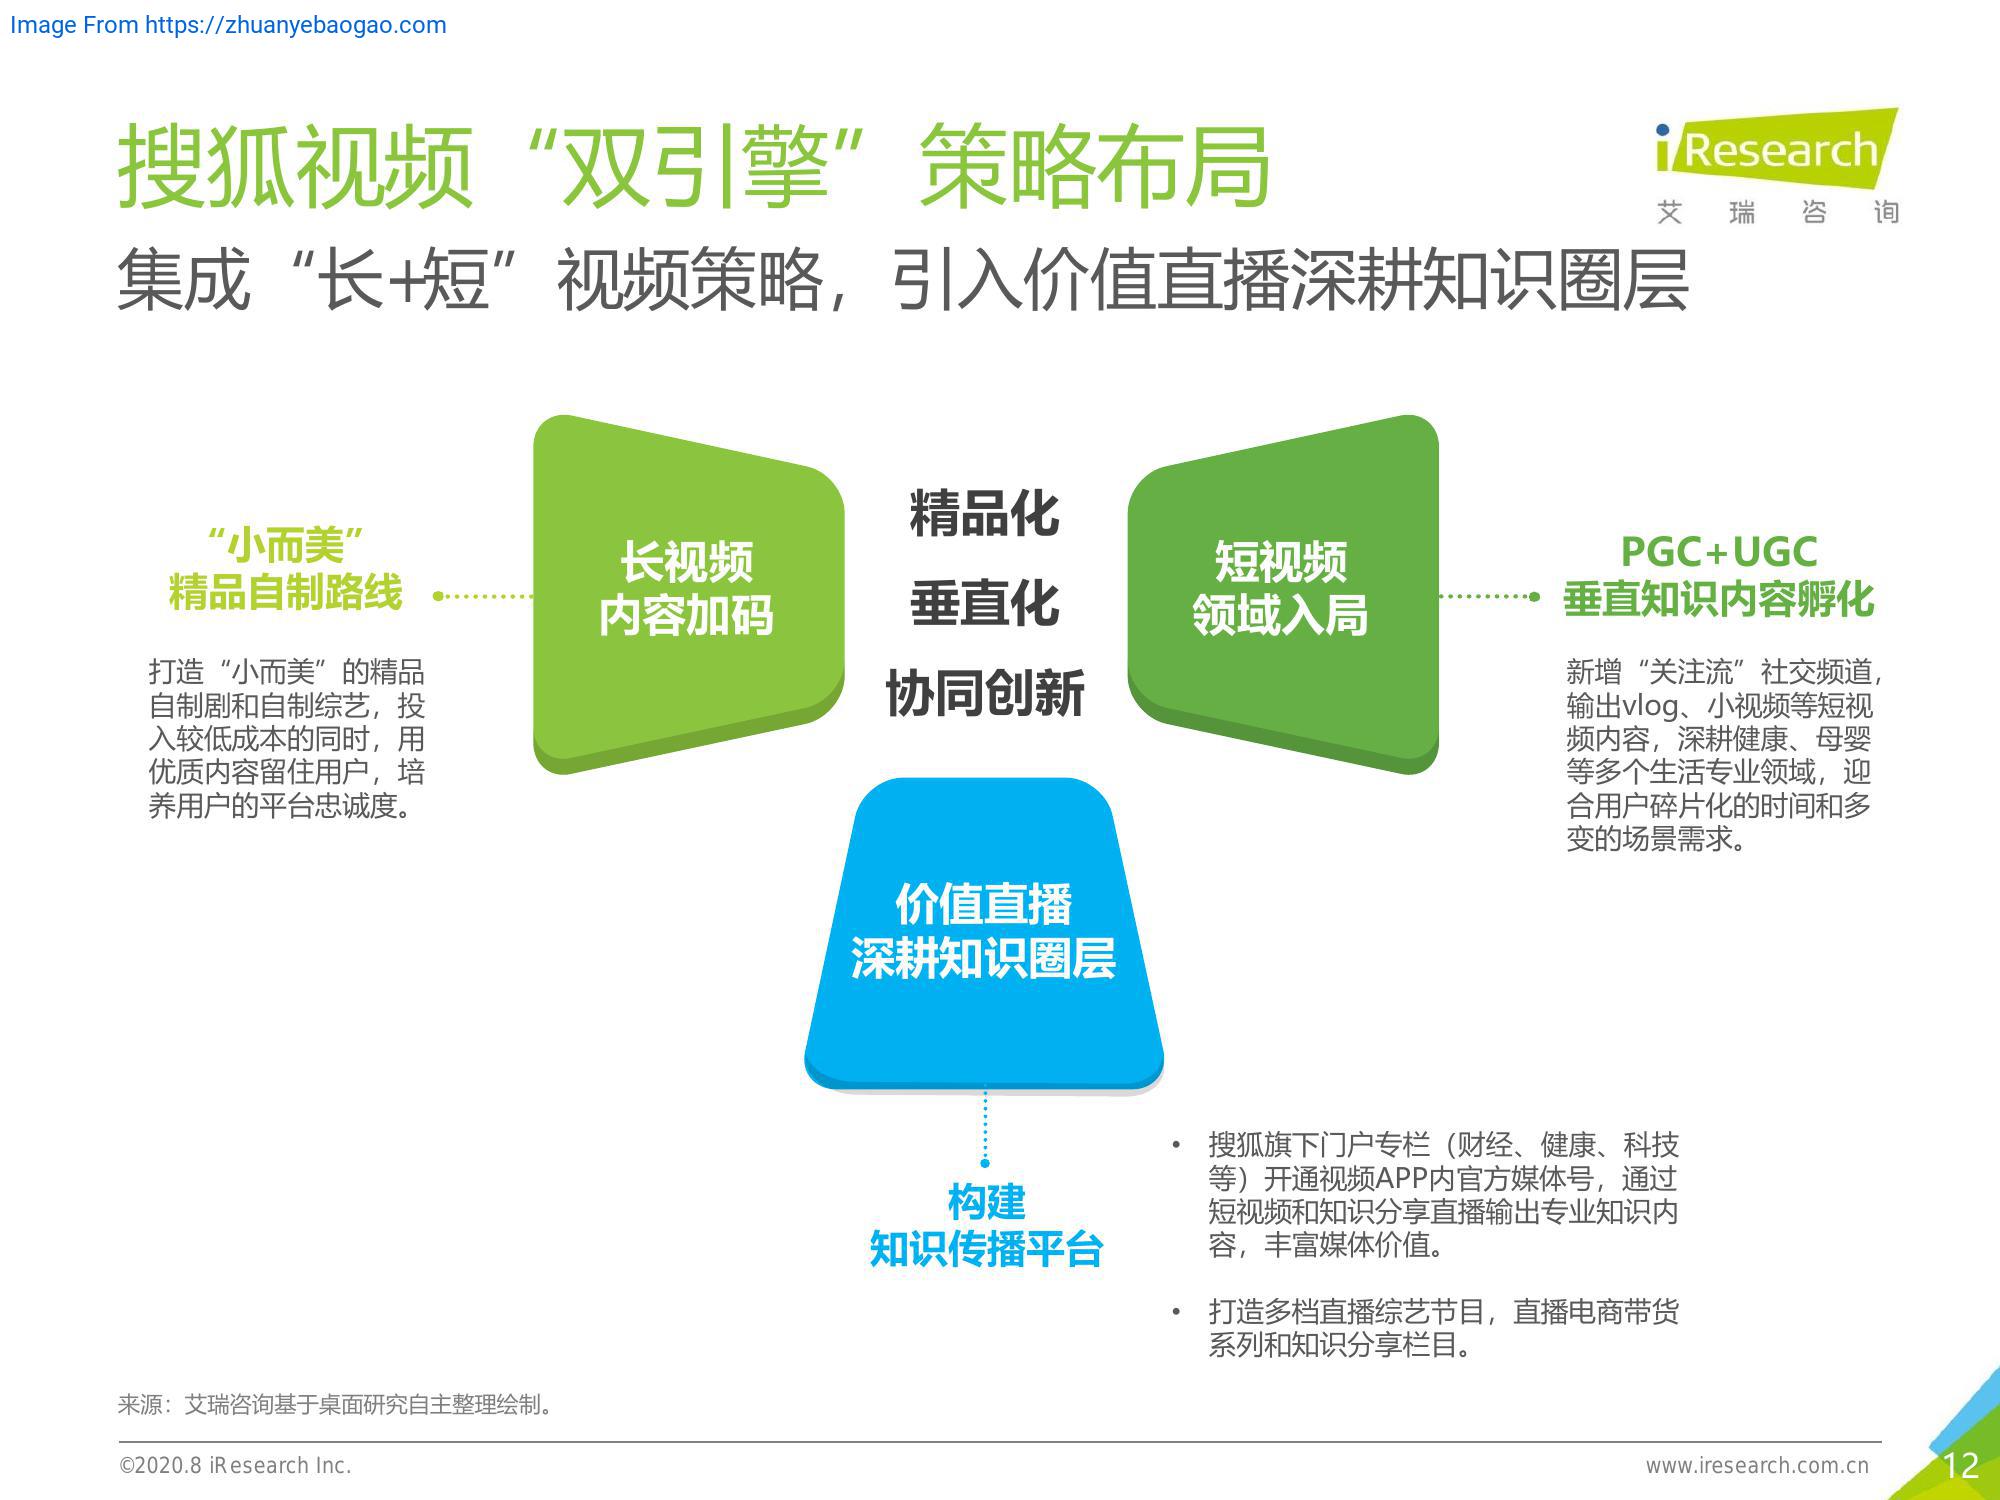 Image From https://zhuanyebaogao.com
搜狐视频“双引擎”策略布局
iResearch
艾瑞咨询
集成“长+短”视频策略，引入价值直播深耕知识圈层
“小而美”
精品自制路线
打造“小而美”的精品
自制剧和自制综艺，投
入较低成本的同时，用
优质内容留住用户，培
养用户的平台忠诚度。
长视频
内容加码
精品化
垂直化
协同创新
短视频
领域入局
PGC+UGC
垂直知识内容孵化
新增“关注流”社交频道，
输出vlog、小视频等短视
频内容，深耕健康、母婴
等多个生活专业领域，迎
合用户碎片化的时间和多
变的场景需求。
价值直播
深耕知识圈层
构建
知识传播平台
• 搜狐旗下门户专栏（财经、健康、科技
等）开通视频APP内官方媒体号，通过
短视频和知识分享直播输出专业知识内
容，丰富媒体价值。
• 打造多档直播综艺节目，直播电商带货
系列和知识分享栏目。
来源：艾瑞咨询基于桌面研究自主整理绘制。
©2020.8 iResearch Inc.
www.iresearch.com.cn
12